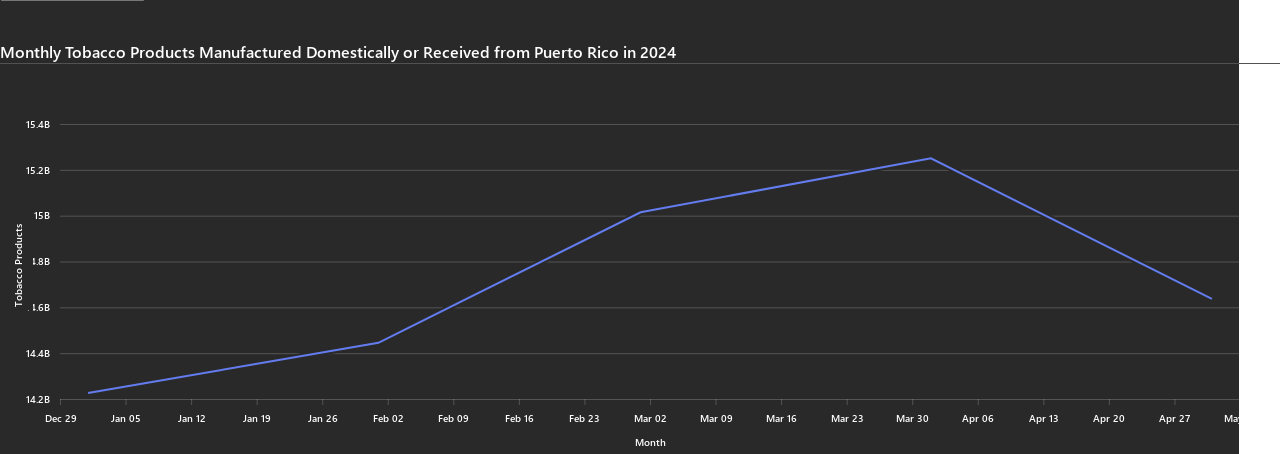 Monthly Tobacco Products Manufactured Domestically or Received from Puerto Rico in 2024
15.4B
15.2B
15B
1.8B
.6B
14.4B
14.2B
Tobacco Products
Dec 29 Jan 05 Jan 12 Jan 19 Jan 26 Feb 02 Feb 09 Feb 16 Feb 23 Mar 02 Mar 09 Mar 16 Mar 23 Mar 30 Apr 06 Apr 13 Apr 20 Apr 27
Month